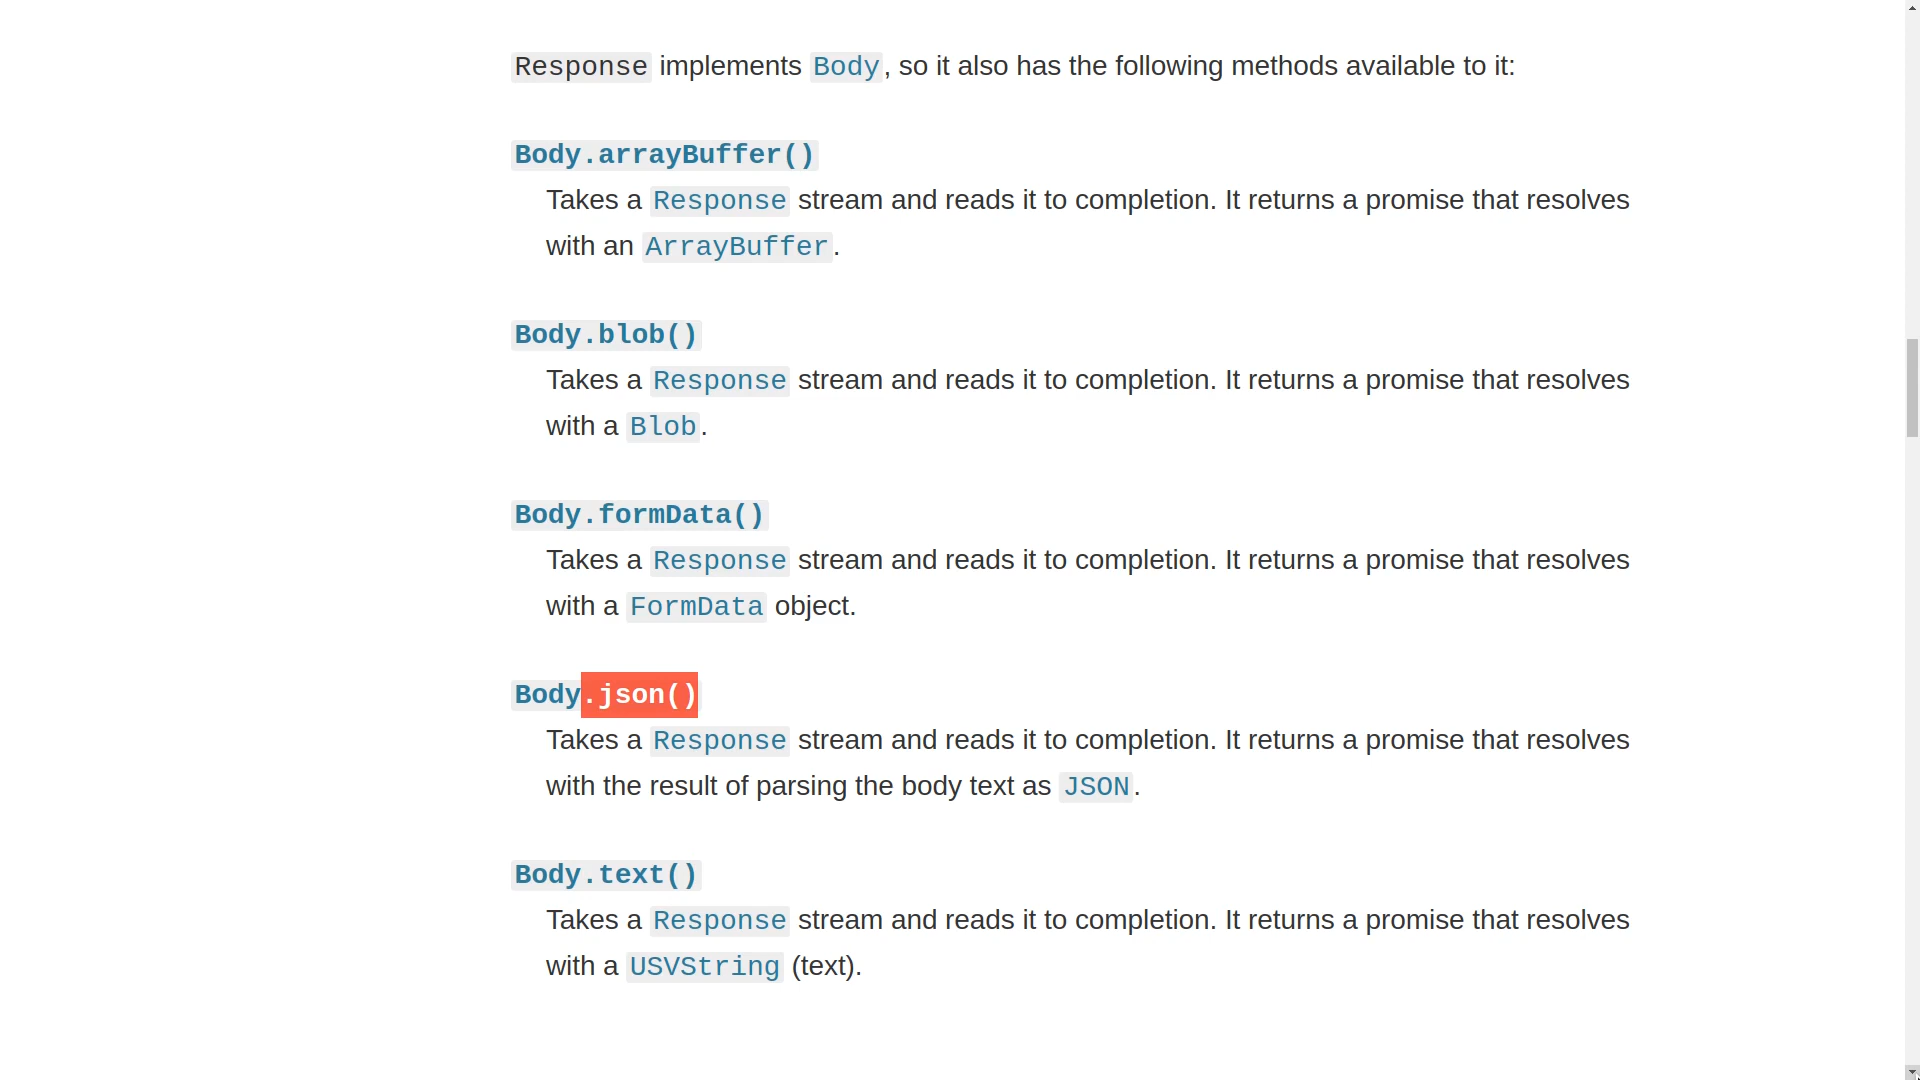 Response implements Body, so it also has the following methods available to it:
Body.arrayBuffer()
Takes a Response stream and reads it to completion. It returns a promise that resolves
with an ArrayBuffer.
Body.blob()
Takes a Response stream and reads it to completion. It returns a promise that resolves
with a Blob.
Body.formData()
Takes a Response stream and reads it to completion. It returns a promise that resolves
with a FormData object.
Body.json()
Takes a Response stream and reads it to completion. It returns a promise that resolves
with the result of parsing the body text as JSON.
Body.text()
Takes a Response stream and reads it to completion. It returns a promise that resolves
with a USVString (text).